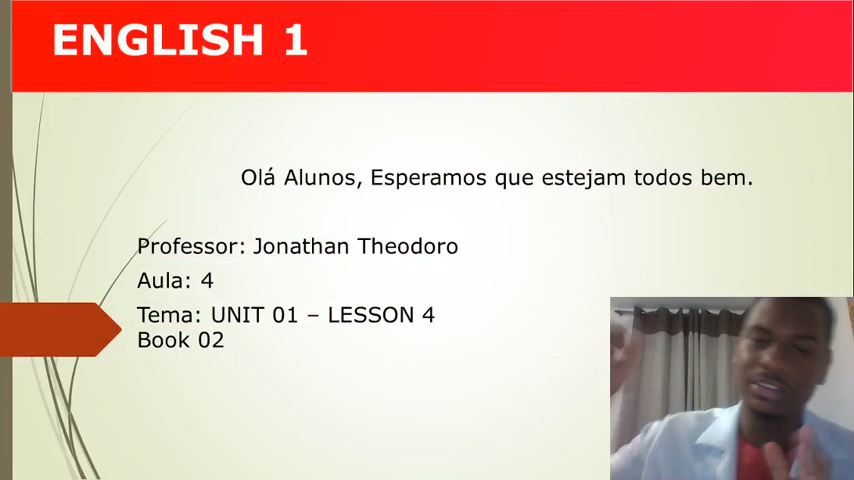 ENGLISH 1
Olá Alunos, Esperamos que estejam todos bem.
Professor: Jonathan Theodoro
Aula: 4
Tema: UNIT 01 – LESSON 4
Book 02